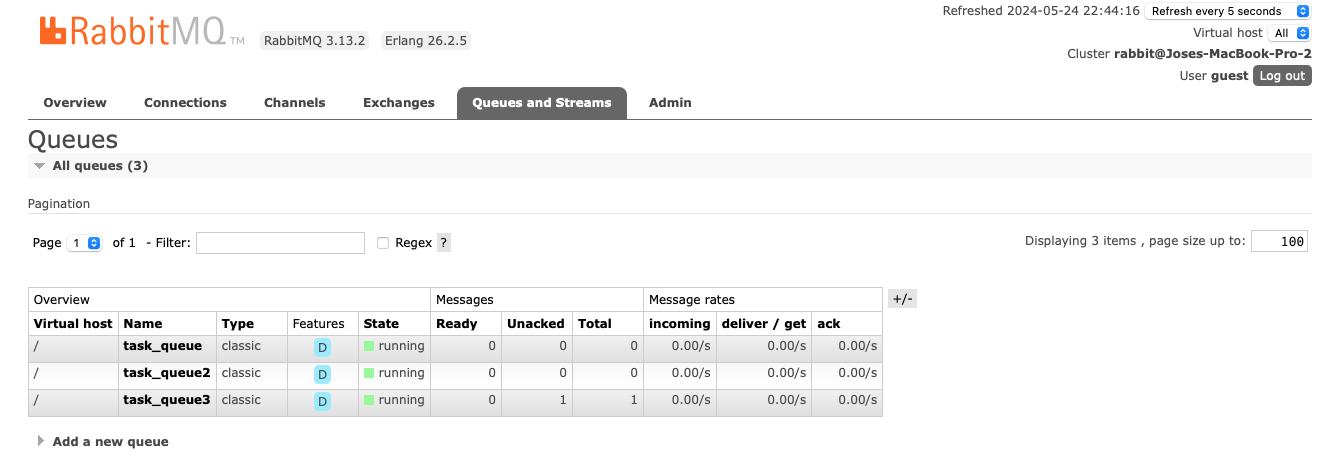 Refreshed 2024-05-24 22:44:16 Refresh every 5 seconds
RabbitMQ TM RabbitMQ 3.13.2 Erlang 26.2.5
Virtual host All
Cluster rabbit@Joses-MacBook-Pro-2
User guest Log out
Overview Connections Channels Exchanges Queues and Streams Admin
Queues
All queues (3)
Pagination
Page 1 of 1 - Filter: Regex ? Displaying 3 items , page size up to: 100
Overview Messages Message rates +/-
Virtual host Name Type Features State Ready Unacked Total incoming deliver / get ack
/ task_queue classic D running 0 0 0 0.00/s 0.00/s 0.00/s
/ task_queue2 classic D running 0 0 0 0.00/s 0.00/s 0.00/s
/ task_queue3 classic D running 0 1 1 0.00/s 0.00/s 0.00/s
Add a new queue